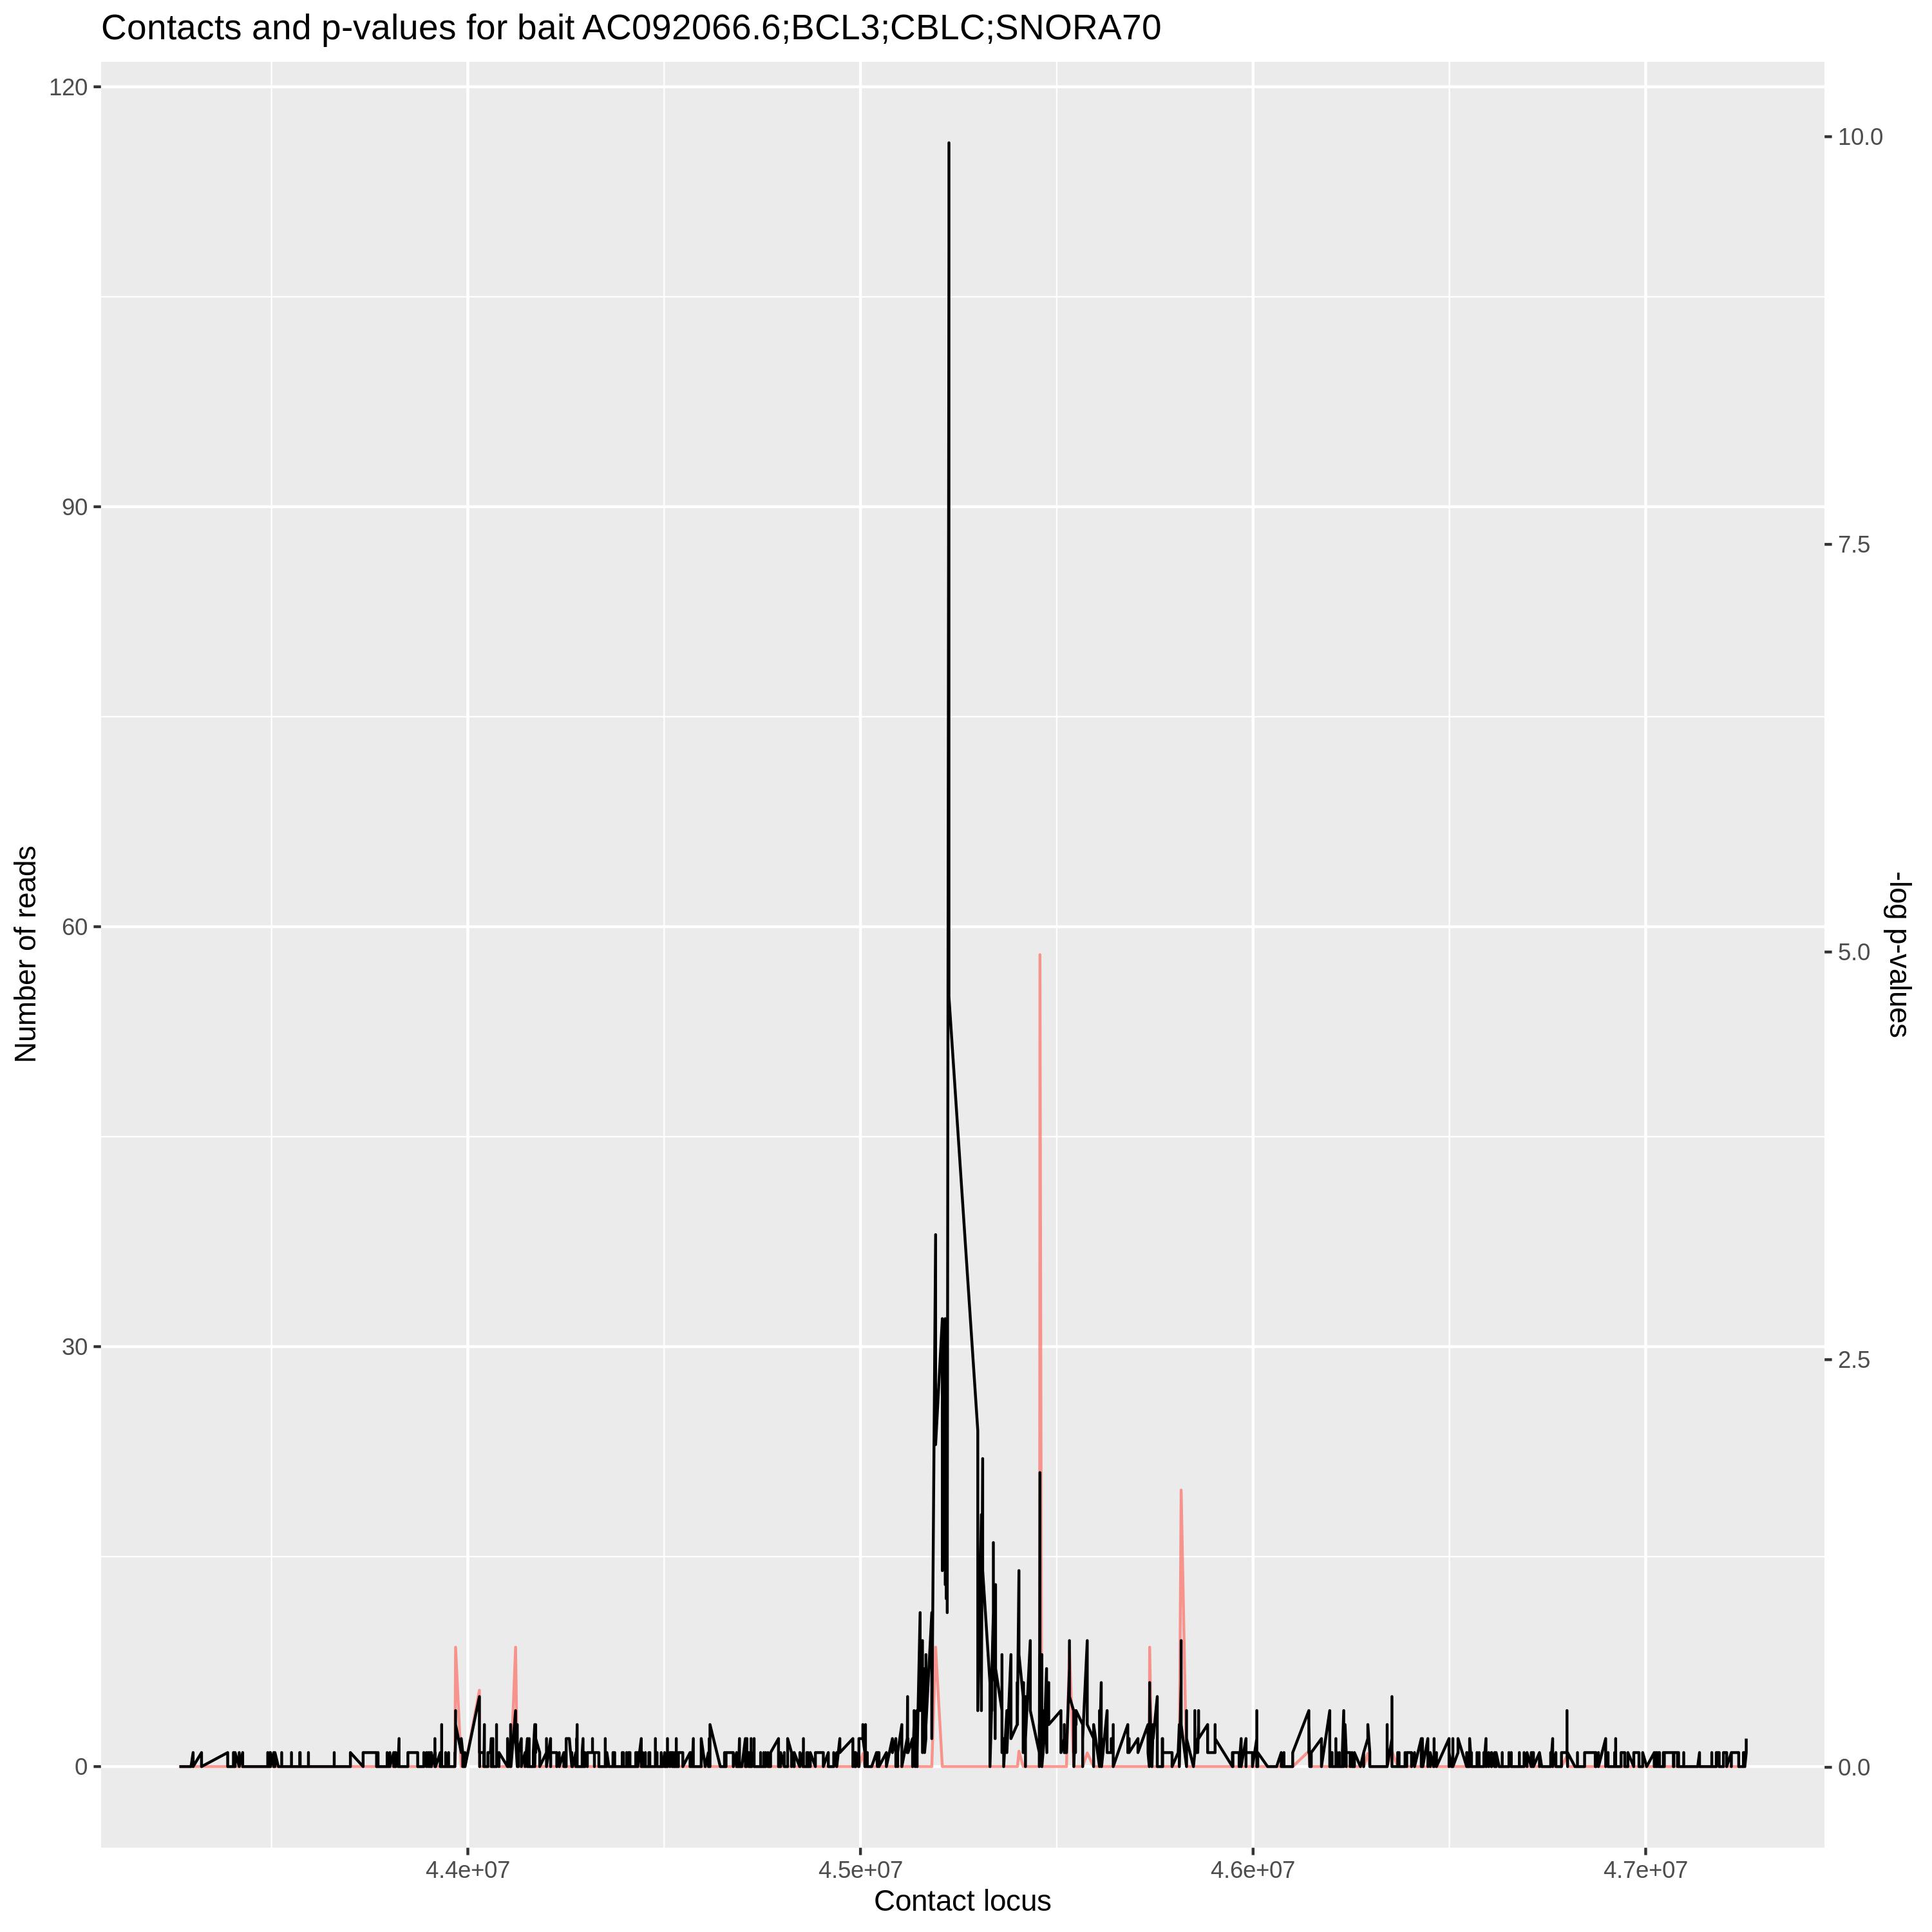 Contacts and p-values for bait AC092066.6;BCL3;CBLC;SNORA70
120
90
60
30
0
Number of reads
10.0
7.5
5.0
2.5
0.0
-log p-values
4.4e+07
4.5e+07
4.6e+07
4.7e+07
Contact locus